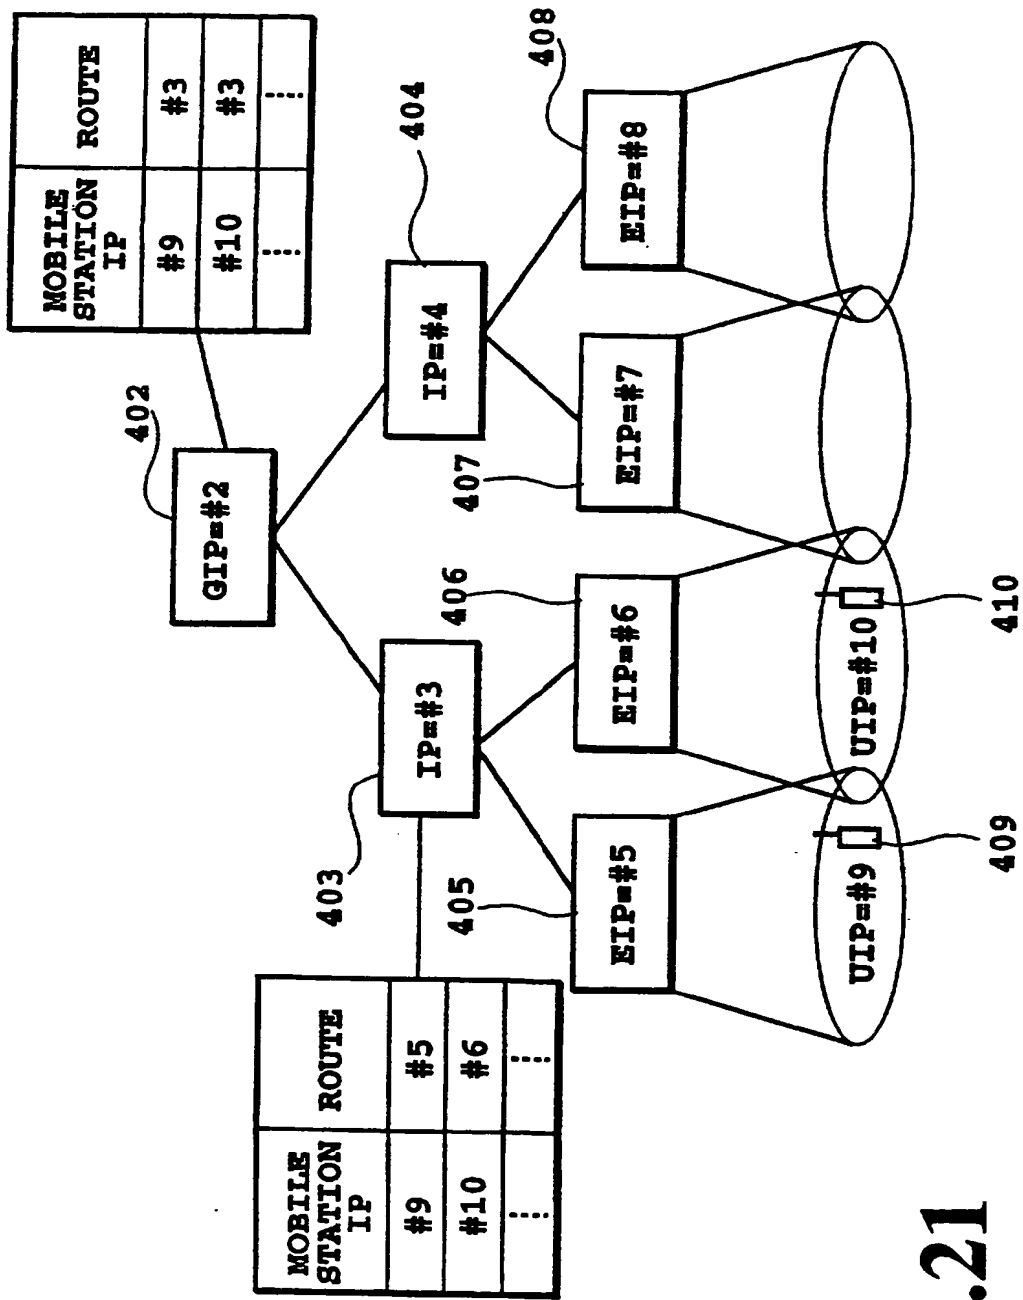 MOBILE
STATION
IP
ROUTE
#9
#3
#10
#3
402
GIP=#2
404
IP=#4
403
IP=#3
MOBILE
STATION
IP
ROUTE
#9
#5
#10
#6
405
EIP=#5
406
EIP=#6
407
EIP=#7
408
EIP=#8
UIP=#9
UIP=#10
409
410
.21